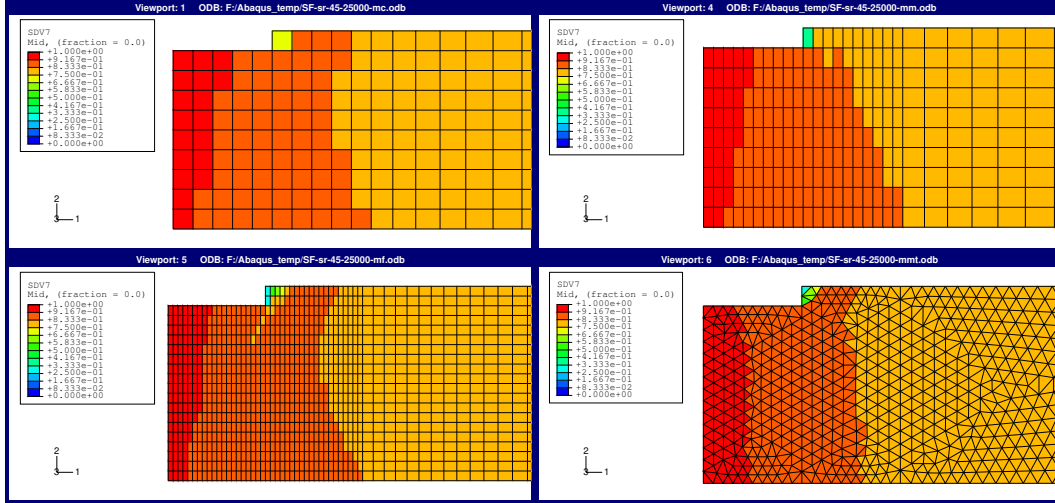 Viewport: 1 ODB: F:/Abaqus_temp/SF-sr-45-25000-mc.odb
SDV7
Mid, (fraction = 0.0)
+1.000e+00
+9.167e-01
+8.333e-01
+7.500e-01
+6.667e-01
+5.833e-01
+5.000e-01
+4.167e-01
+3.333e-01
+2.500e-01
+1.667e-01
+8.333e-02
+0.000e+00
2
3 1
Viewport: 4 ODB: F:/Abaqus_temp/SF-sr-45-25000-mm.odb
SDV7
Mid, (fraction = 0.0)
+1.000e+00
+9.167e-01
+8.333e-01
+7.500e-01
+6.667e-01
+5.833e-01
+5.000e-01
+4.167e-01
+3.333e-01
+2.500e-01
+1.667e-01
+8.333e-02
+0.000e+00
2
3 1
Viewport: 5 ODB: F:/Abaqus_temp/SF-sr-45-25000-mf.odb
SDV7
Mid, (fraction = 0.0)
+1.000e+00
+9.167e-01
+8.333e-01
+7.500e-01
+6.667e-01
+5.833e-01
+5.000e-01
+4.167e-01
+3.333e-01
+2.500e-01
+1.667e-01
+8.333e-02
+0.000e+00
2
3 1
Viewport: 6 ODB: F:/Abaqus_temp/SF-sr-45-25000-mmt.odb
SDV7
Mid, (fraction = 0.0)
+1.000e+00
+9.167e-01
+8.333e-01
+7.500e-01
+6.667e-01
+5.833e-01
+5.000e-01
+4.167e-01
+3.333e-01
+2.500e-01
+1.667e-01
+8.333e-02
+0.000e+00
2
3 1